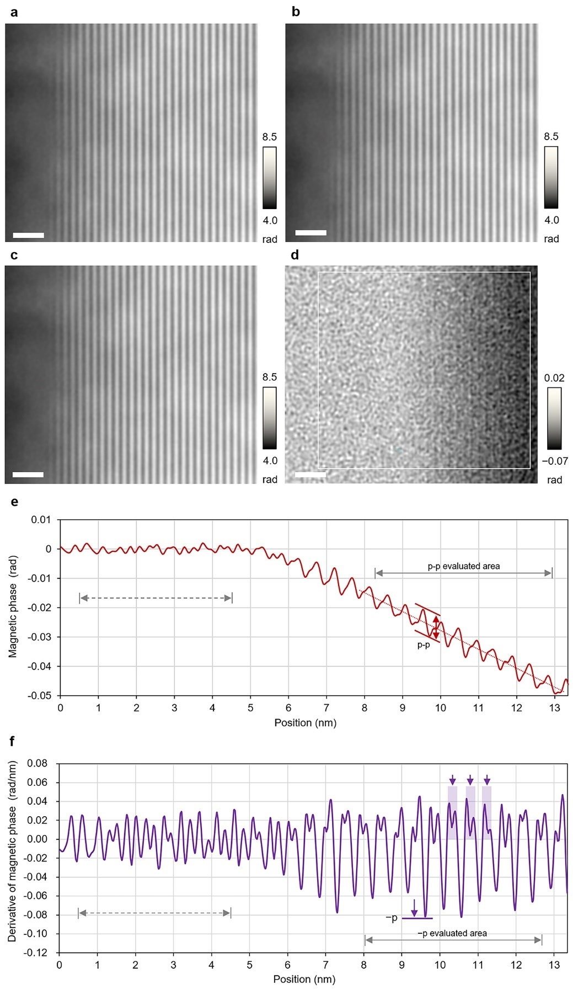 a
b
8.5
4.0
rad
8.5
4.0
rad
c
d
8.5
4.0
rad
0.02
−0.07
rad
e
0.01
0
-0.01
-0.02
-0.03
-0.04
-0.05
Magnetic phase (rad)
p-p evaluated area
p-p
0 1 2 3 4 5 6 7 8 9 10 11 12 13
Position (nm)
f
0.08
0.06
0.04
0.02
0.00
-0.02
-0.04
-0.06
-0.08
-0.10
-0.12
Derivative of magnetic phase (rad/nm)
−p
−p evaluated area
0 1 2 3 4 5 6 7 8 9 10 11 12 13
Position (nm)